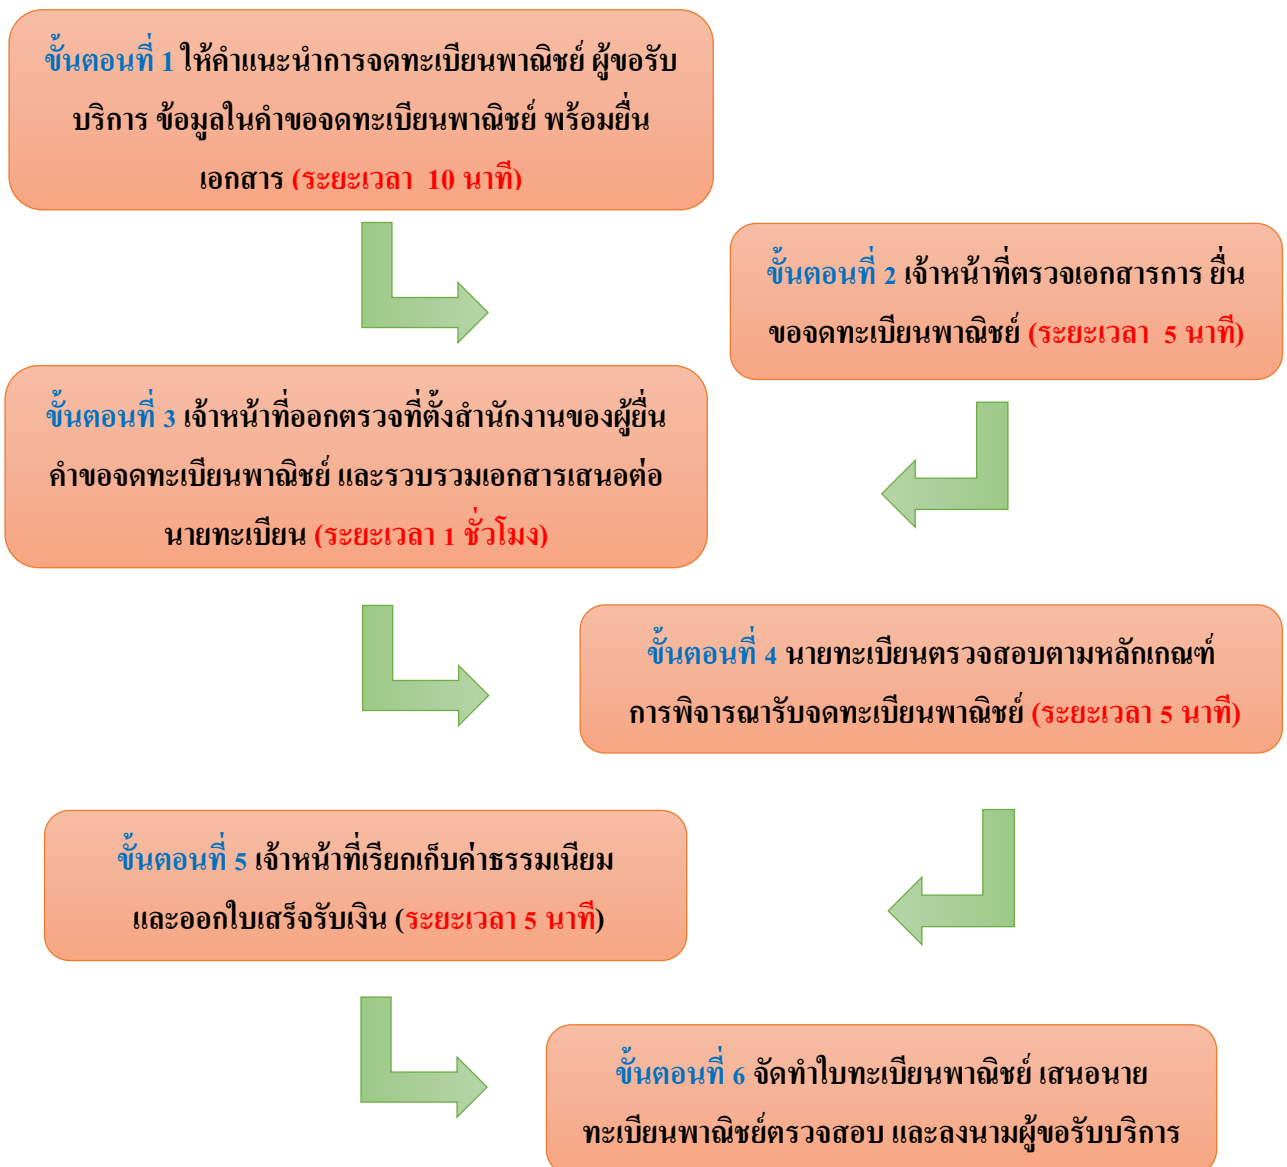 ขั้นตอนที่ 1 ให้คำแนะนำการจดทะเบียนพาณิชย์ ผู้ขอรับ
บริการ ข้อมูลในคำขอจดทะเบียนพาณิชย์ พร้อมยื่น
เอกสาร (ระยะเวลา 10 นาที)
ขั้นตอนที่ 2 เจ้าหน้าที่ตรวจเอกสารการ ยื่น
ขอจดทะเบียนพาณิชย์ (ระยะเวลา 5 นาที)
ขั้นตอนที่ 3 เจ้าหน้าที่ออกตรวจที่ตั้งสำนักงานของผู้ยื่น
คำขอจดทะเบียนพาณิชย์ และรวบรวมเอกสารเสนอต่อ
นายทะเบียน (ระยะเวลา 1 ชั่วโมง)
ขั้นตอนที่ 4 นายทะเบียนตรวจสอบตามหลักเกณฑ์
การพิจารณารับจดทะเบียนพาณิชย์ (ระยะเวลา 5 นาที)
ขั้นตอนที่ 5 เจ้าหน้าที่เรียกเก็บค่าธรรมเนียม
และออกใบเสร็จรับเงิน (ระยะเวลา 5 นาที)
ขั้นตอนที่ 6 จัดทำใบทะเบียนพาณิชย์ เสนอนาย
ทะเบียนพาณิชย์ตรวจสอบ และลงนามผู้ขอรับบริการ